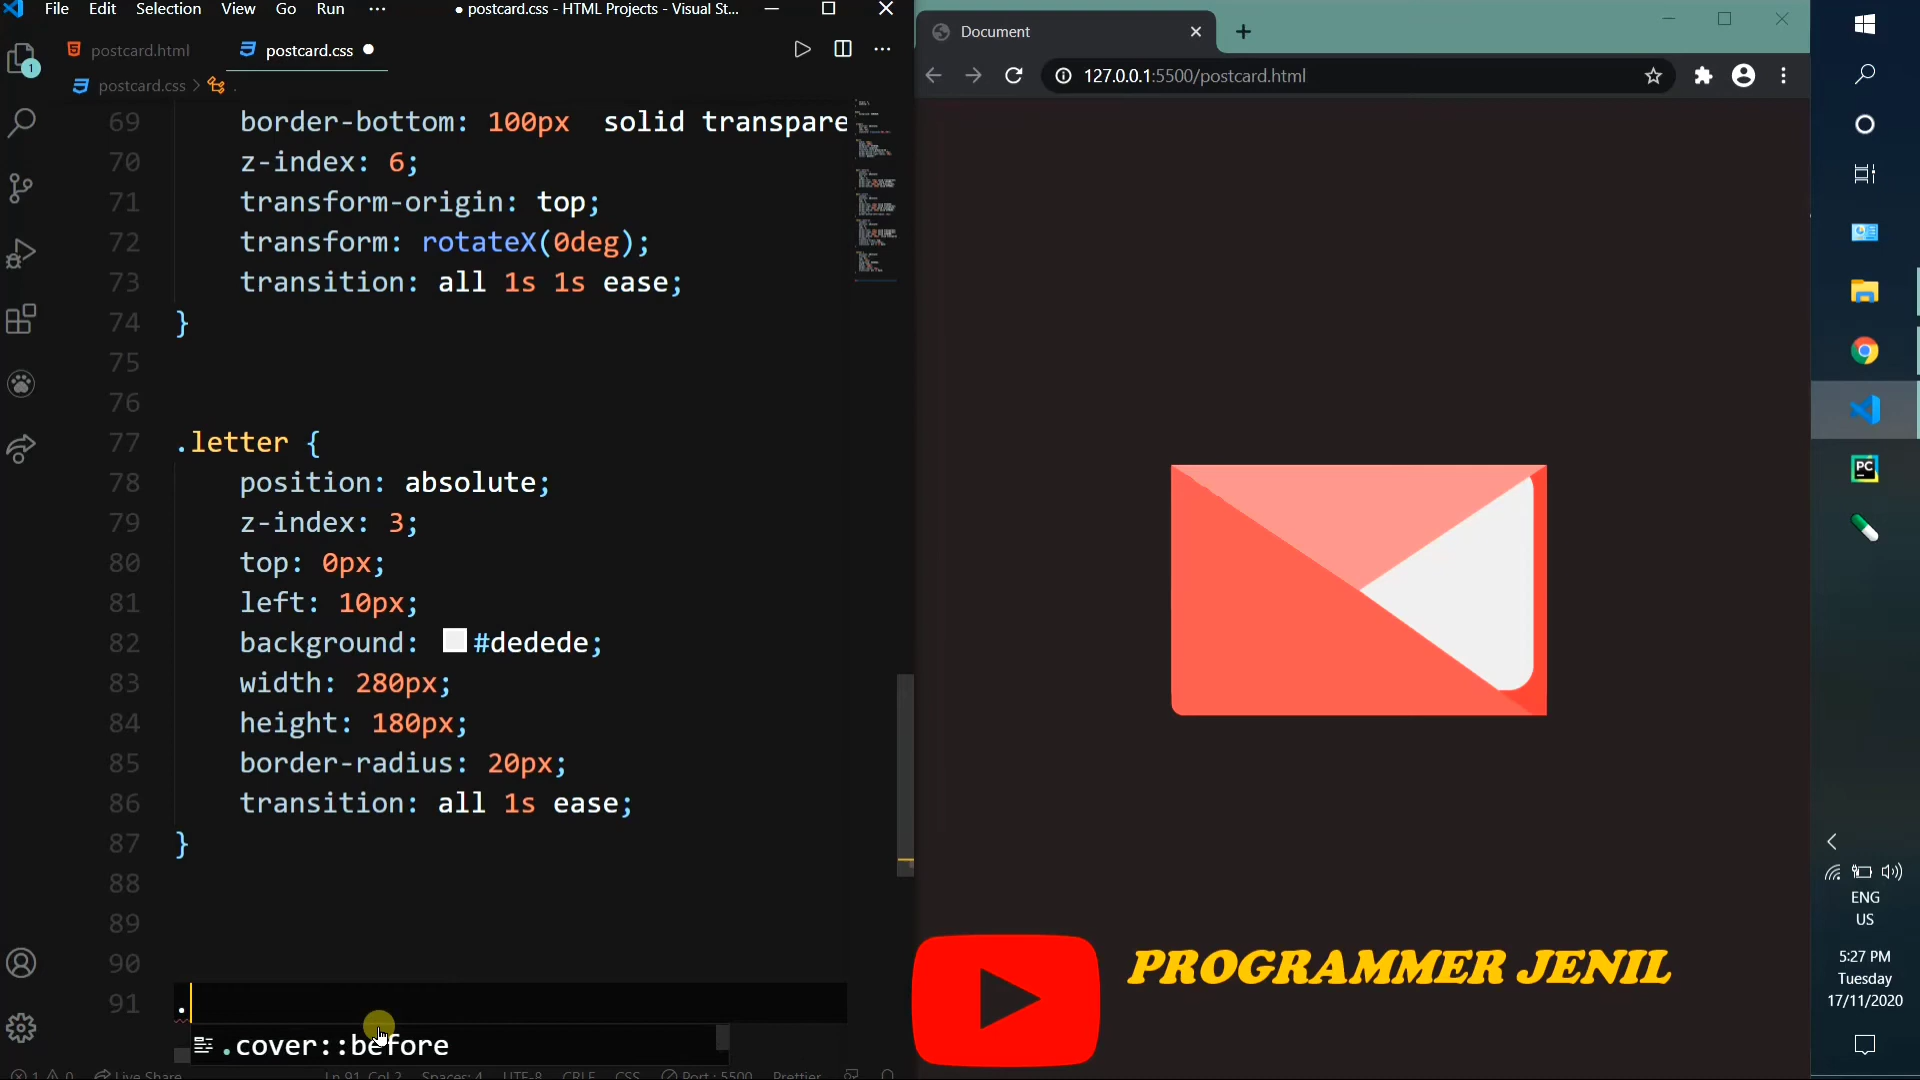 File Edit Selection View Go Run ···
● postcard.css - HTML Projects - Visual St...
postcard.html
postcard.css ●
postcard.css > .
69 border-bottom: 100px solid transpare
70 z-index: 6;
71 transform-origin: top;
72 transform: rotateX(0deg);
73 transition: all 1s 1s ease;
74 }
75
76
77 .letter {
78 position: absolute;
79 z-index: 3;
80 top: 0px;
81 left: 10px;
82 background: #dedede;
83 width: 280px;
84 height: 180px;
85 border-radius: 20px;
86 transition: all 1s ease;
87 }
88
89
90
91 .
.cover::before
1 0 Live Share
Ln 91, Col 2 Spaces: 4 UTF-8 CRLF CSS Port : 5500 Prettier
1
Document
127.0.0.1:5500/postcard.html
PROGRAMMER JENIL
PC
ENG
US
5:27 PM
Tuesday
17/11/2020